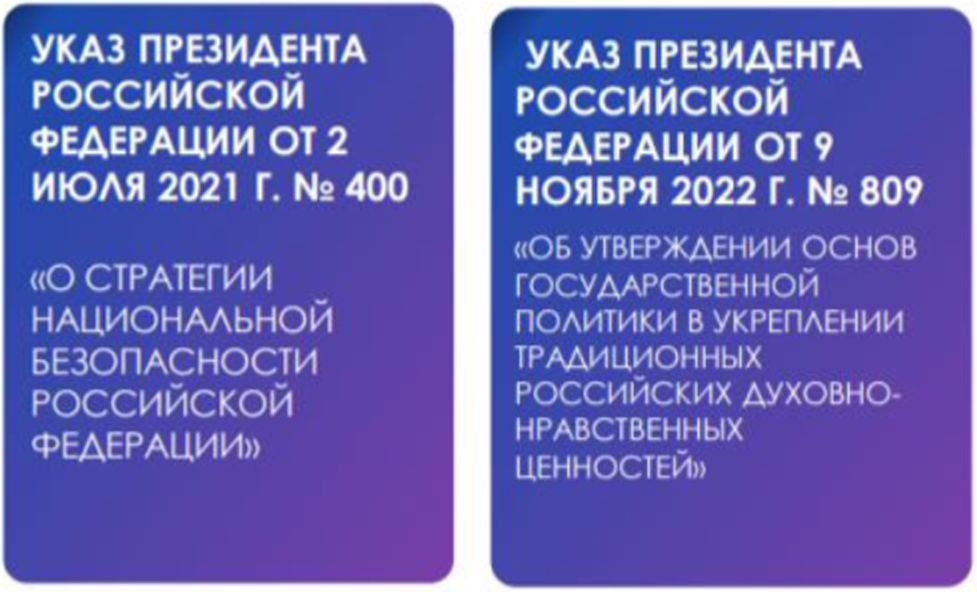 УКАЗ ПРЕЗИДЕНТА
РОССИЙСКОЙ
ФЕДЕРАЦИИ ОТ 2
ИЮЛЯ 2021 Г. № 400
«О СТРАТЕГИИ
НАЦИОНАЛЬНОЙ
БЕЗОПАСНОСТИ
РОССИЙСКОЙ
ФЕДЕРАЦИИ»
УКАЗ ПРЕЗИДЕНТА
РОССИЙСКОЙ
ФЕДЕРАЦИИ ОТ 9
НОЯБРЯ 2022 Г. № 809
«ОБ УТВЕРЖДЕНИИ ОСНОВ
ГОСУДАРСТВЕННОЙ
ПОЛИТИКИ В УКРЕПЛЕНИИ
ТРАДИЦИОННЫХ
РОССИЙСКИХ ДУХОВНО-
НРАВСТВЕННЫХ
ЦЕННОСТЕЙ»